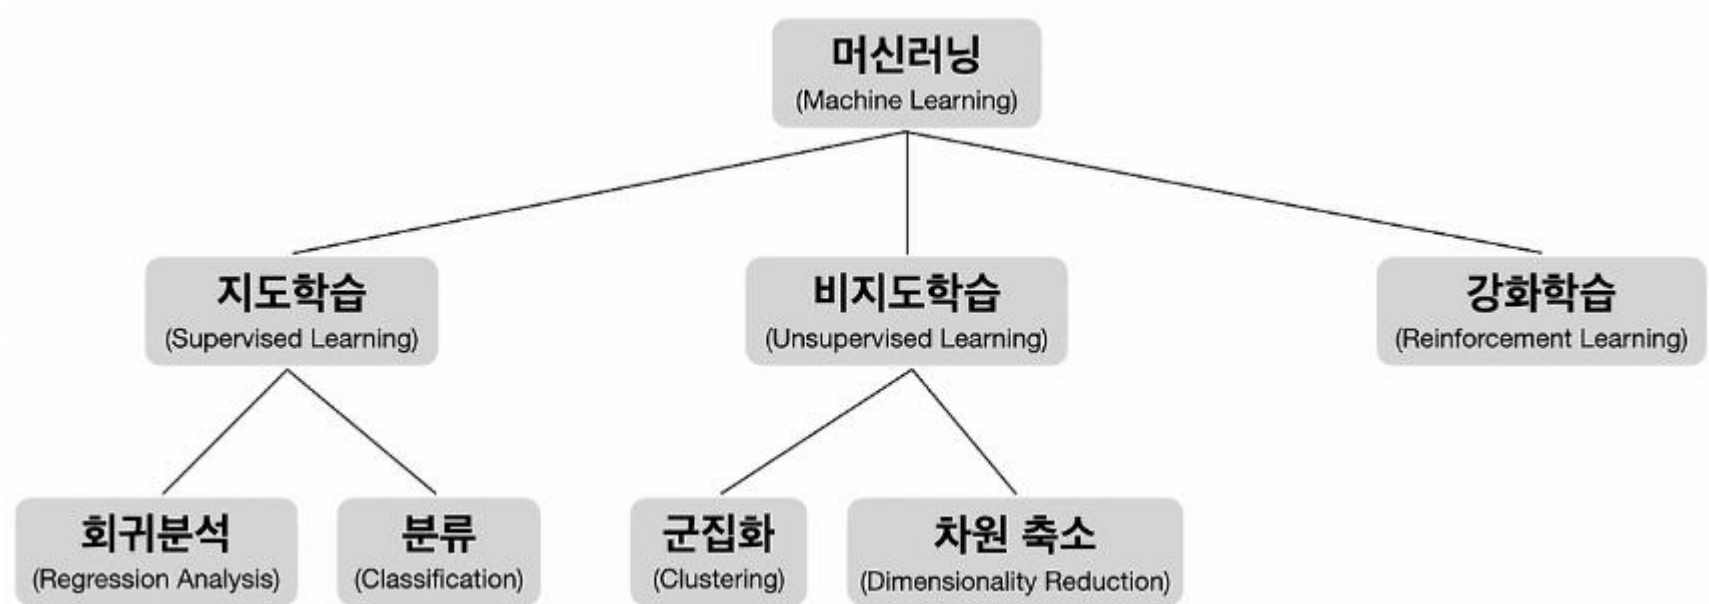 머신러닝
(Machine Learning)
지도학습
(Supervised Learning)
비지도학습
(Unsupervised Learning)
강화학습
(Reinforcement Learning)
회귀분석
(Regression Analysis)
분류
(Classification)
군집화
(Clustering)
차원 축소
(Dimensionality Reduction)